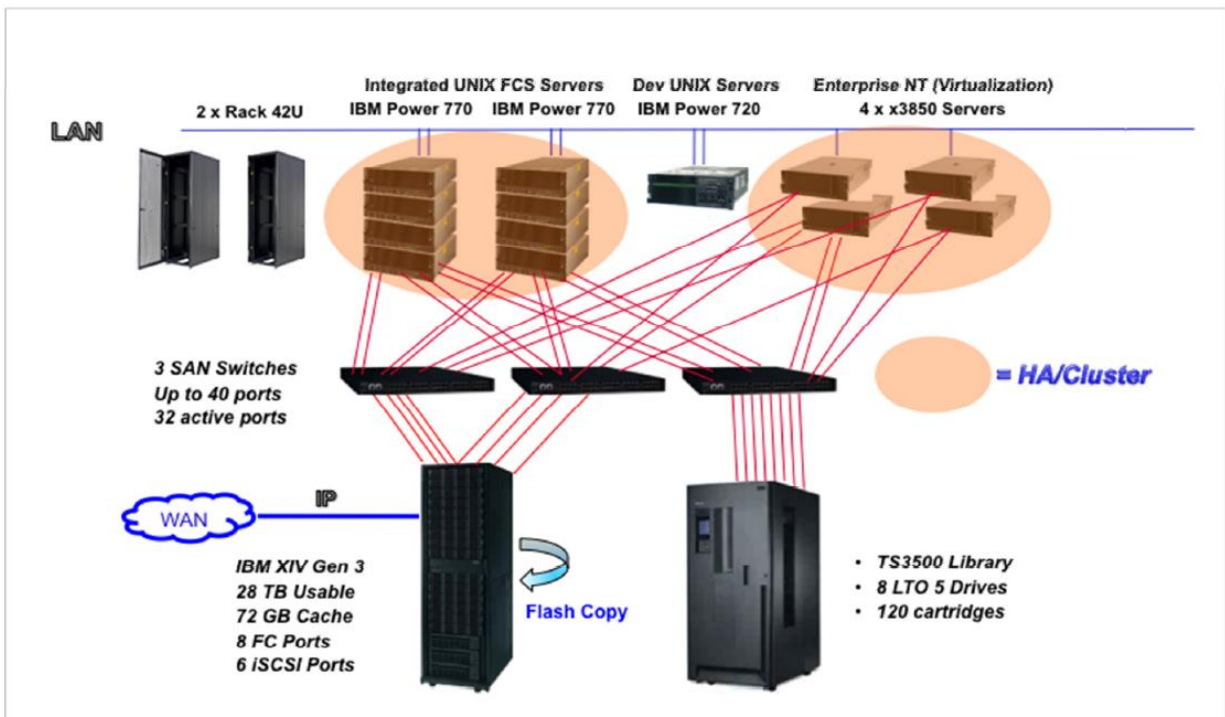 Integrated UNIX FCS Servers
Dev UNIX Servers
Enterprise NT (Virtualization)
2 x Rack 42U
IBM Power 770
IBM Power 770
IBM Power 720
4 x x3850 Servers
LAN
3 SAN Switches
Up to 40 ports
32 active ports
= HA/Cluster
IP
WAN
IBM XIV Gen 3
28 TB Usable
72 GB Cache
8 FC Ports
6 iSCSI Ports
Flash Copy
• TS3500 Library
• 8 LTO 5 Drives
• 120 cartridges